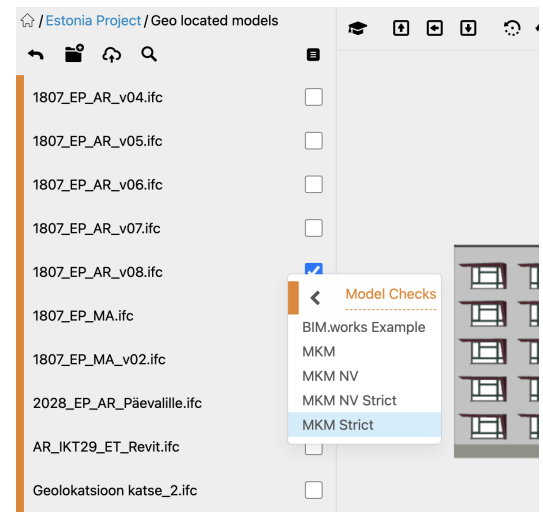 / Estonia Project / Geo located models
1807_EP_AR_v04.ifc
1807_EP_AR_v05.ifc
1807_EP_AR_v06.ifc
1807_EP_AR_v07.ifc
1807_EP_AR_v08.ifc
Model Checks
BIM.works Example
MKM
MKM NV
MKM NV Strict
MKM Strict
1807_EP_MA.ifc
1807_EP_MA_v02.ifc
2028_EP_AR_Päevalille.ifc
AR_IKT29_ET_Revit.ifc
Geolokatsioon katse_2.ifc